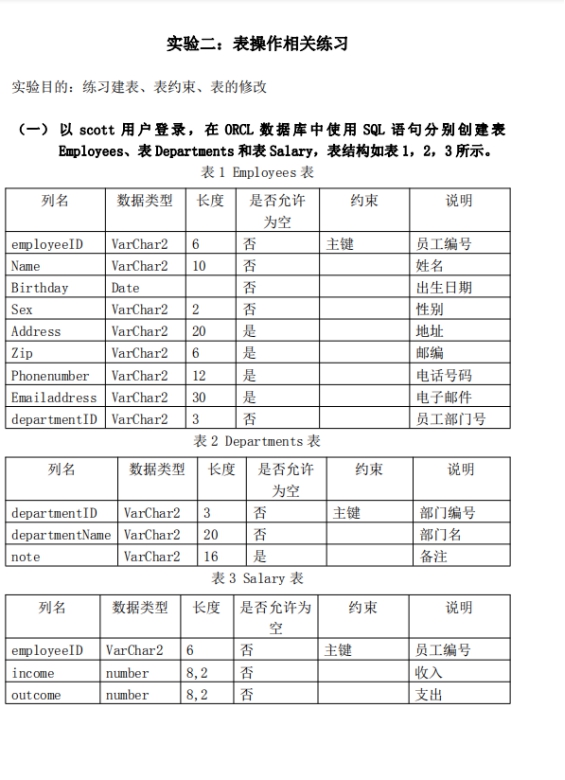 实验二：表操作相关练习
实验目的：练习建表、表约束、表的修改
（一）以 scott 用户登录，在 ORCL 数据库中使用 SQL 语句分别创建表
Employees、表 Departments 和表 Salary，表结构如表 1，2，3 所示。
表 1 Employees 表
列名 数据类型 长度 是否允许 约束 说明
为空
employeeID VarChar2 6 否 主键 员工编号
Name VarChar2 10 否 姓名
Birthday Date 否 出生日期
Sex VarChar2 2 否 性别
Address VarChar2 20 是 地址
Zip VarChar2 6 是 邮编
Phonenumber VarChar2 12 是 电话号码
Emailaddress VarChar2 30 是 电子邮件
departmentID VarChar2 3 否 员工部门号
表 2 Departments 表
列名 数据类型 长度 是否允许 约束 说明
为空
departmentID VarChar2 3 否 主键 部门编号
departmentName VarChar2 20 否 部门名
note VarChar2 16 是 备注
表 3 Salary 表
列名 数据类型 长度 是否允许为 约束 说明
空
employeeID VarChar2 6 否 主键 员工编号
income number 8,2 否 收入
outcome number 8,2 否 支出